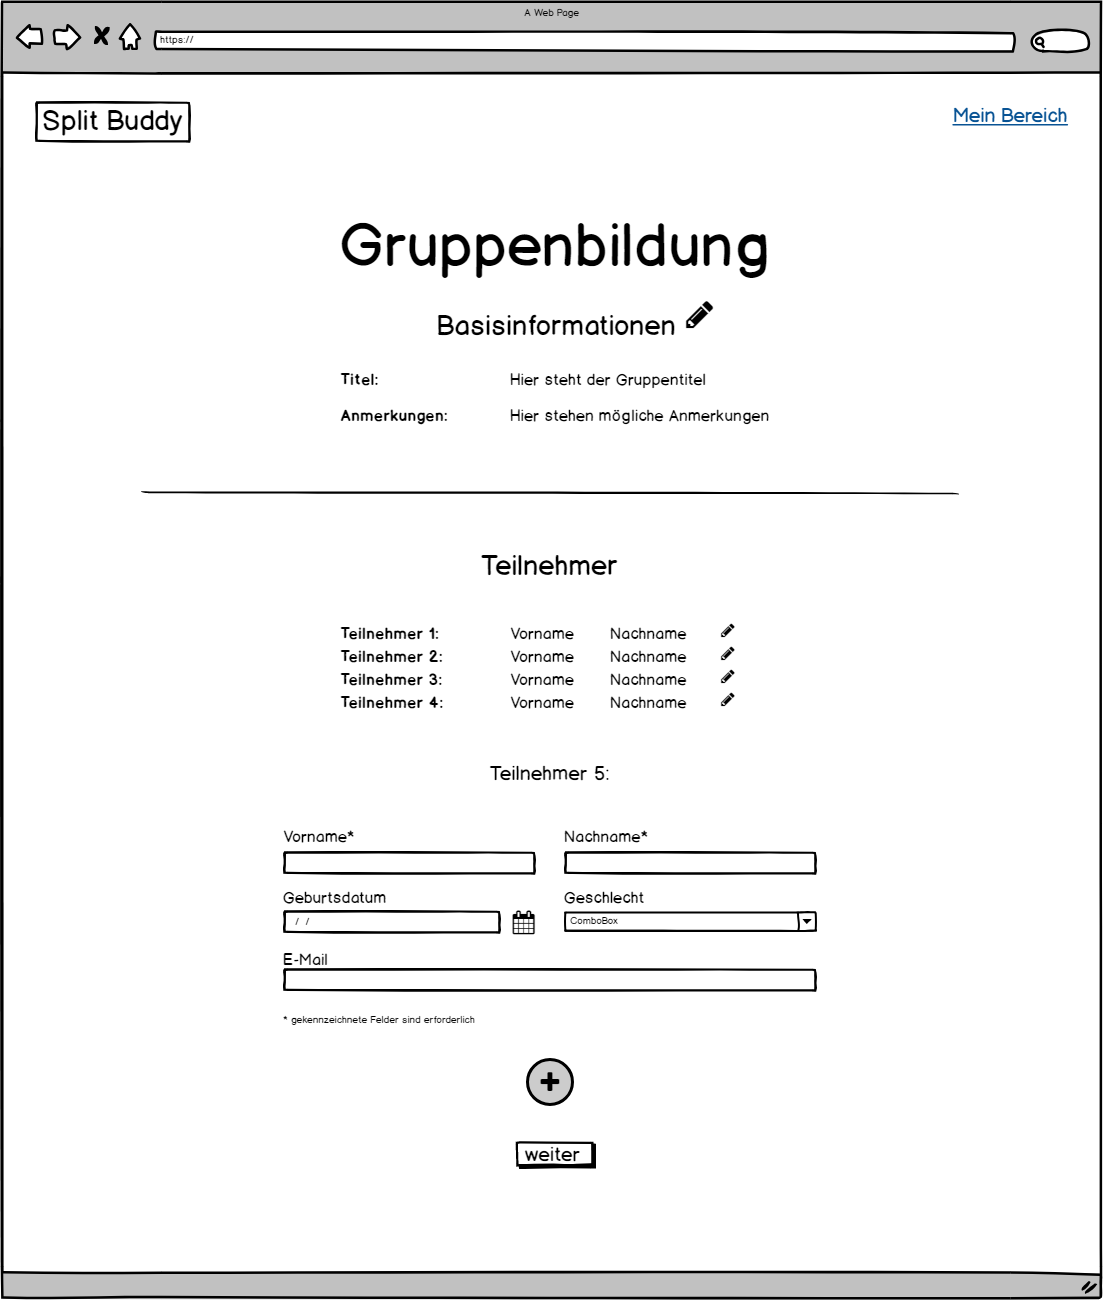 A Web Page
https://
Split Buddy
Mein Bereich
Gruppenbildung
Basisinformationen
Titel: Hier steht der Gruppentitel
Anmerkungen: Hier stehen mögliche Anmerkungen
Teilnehmer
Teilnehmer 1: Vorname Nachname
Teilnehmer 2: Vorname Nachname
Teilnehmer 3: Vorname Nachname
Teilnehmer 4: Vorname Nachname
Teilnehmer 5:
Vorname* Nachname*
Geburtsdatum Geschlecht
/ / ComboBox
E-Mail
* gekennzeichnete Felder sind erforderlich
weiter